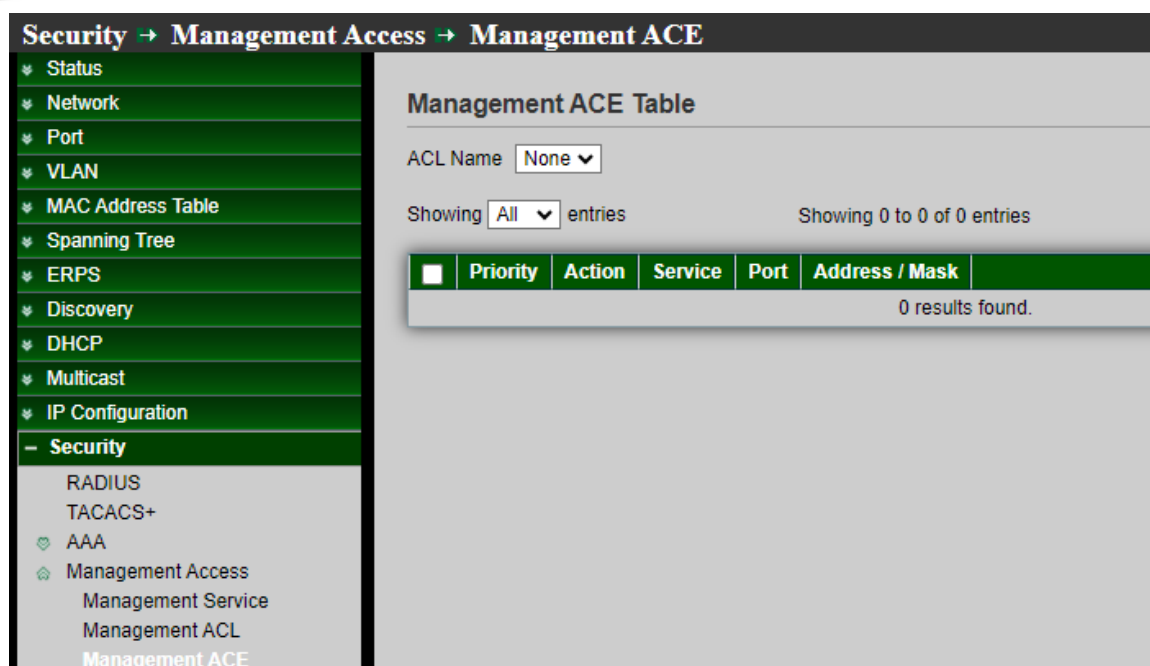 Security Management Access Management ACE
Status
Network
Port
VLAN
MAC Address Table
Spanning Tree
ERPS
Discovery
DHCP
Multicast
IP Configuration
Security
RADIUS
TACACS+
AAA
Management Access
Management Service
Management ACL
Management ACE
Management ACE Table
ACL Name None
Showing All entries Showing 0 to 0 of 0 entries
Priority Action Service Port Address / Mask
0 results found.